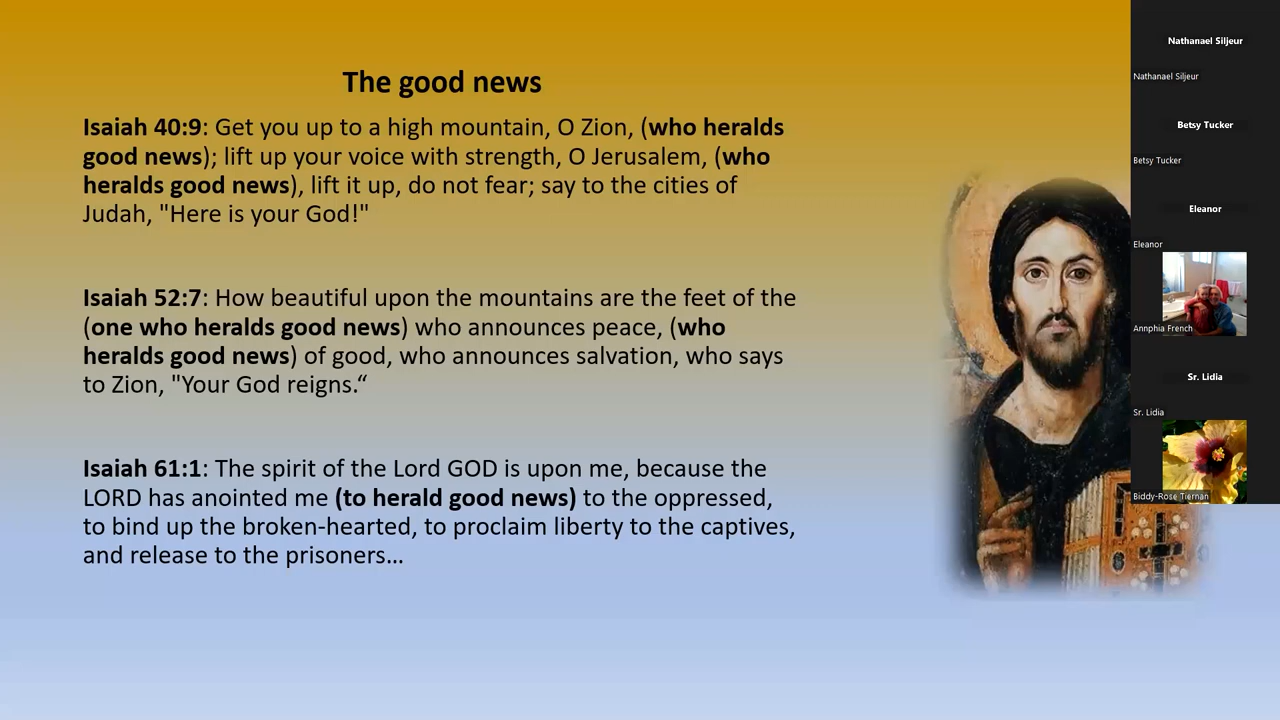 The good news
Isaiah 40:9: Get you up to a high mountain, O Zion, (who heralds
good news); lift up your voice with strength, O Jerusalem, (who
heralds good news), lift it up, do not fear; say to the cities of
Judah, "Here is your God!"
Isaiah 52:7: How beautiful upon the mountains are the feet of the
(one who heralds good news) who announces peace, (who
heralds good news) of good, who announces salvation, who says
to Zion, "Your God reigns.“
Isaiah 61:1: The spirit of the Lord GOD is upon me, because the
LORD has anointed me (to herald good news) to the oppressed,
to bind up the broken-hearted, to proclaim liberty to the captives,
and release to the prisoners…
Nathanael Siljeur
Nathanael Siljeur
Betsy Tucker
Betsy Tucker
Eleanor
Eleanor
Annphia French
Sr. Lidia
Sr. Lidia
Biddy-Rose Tiernan